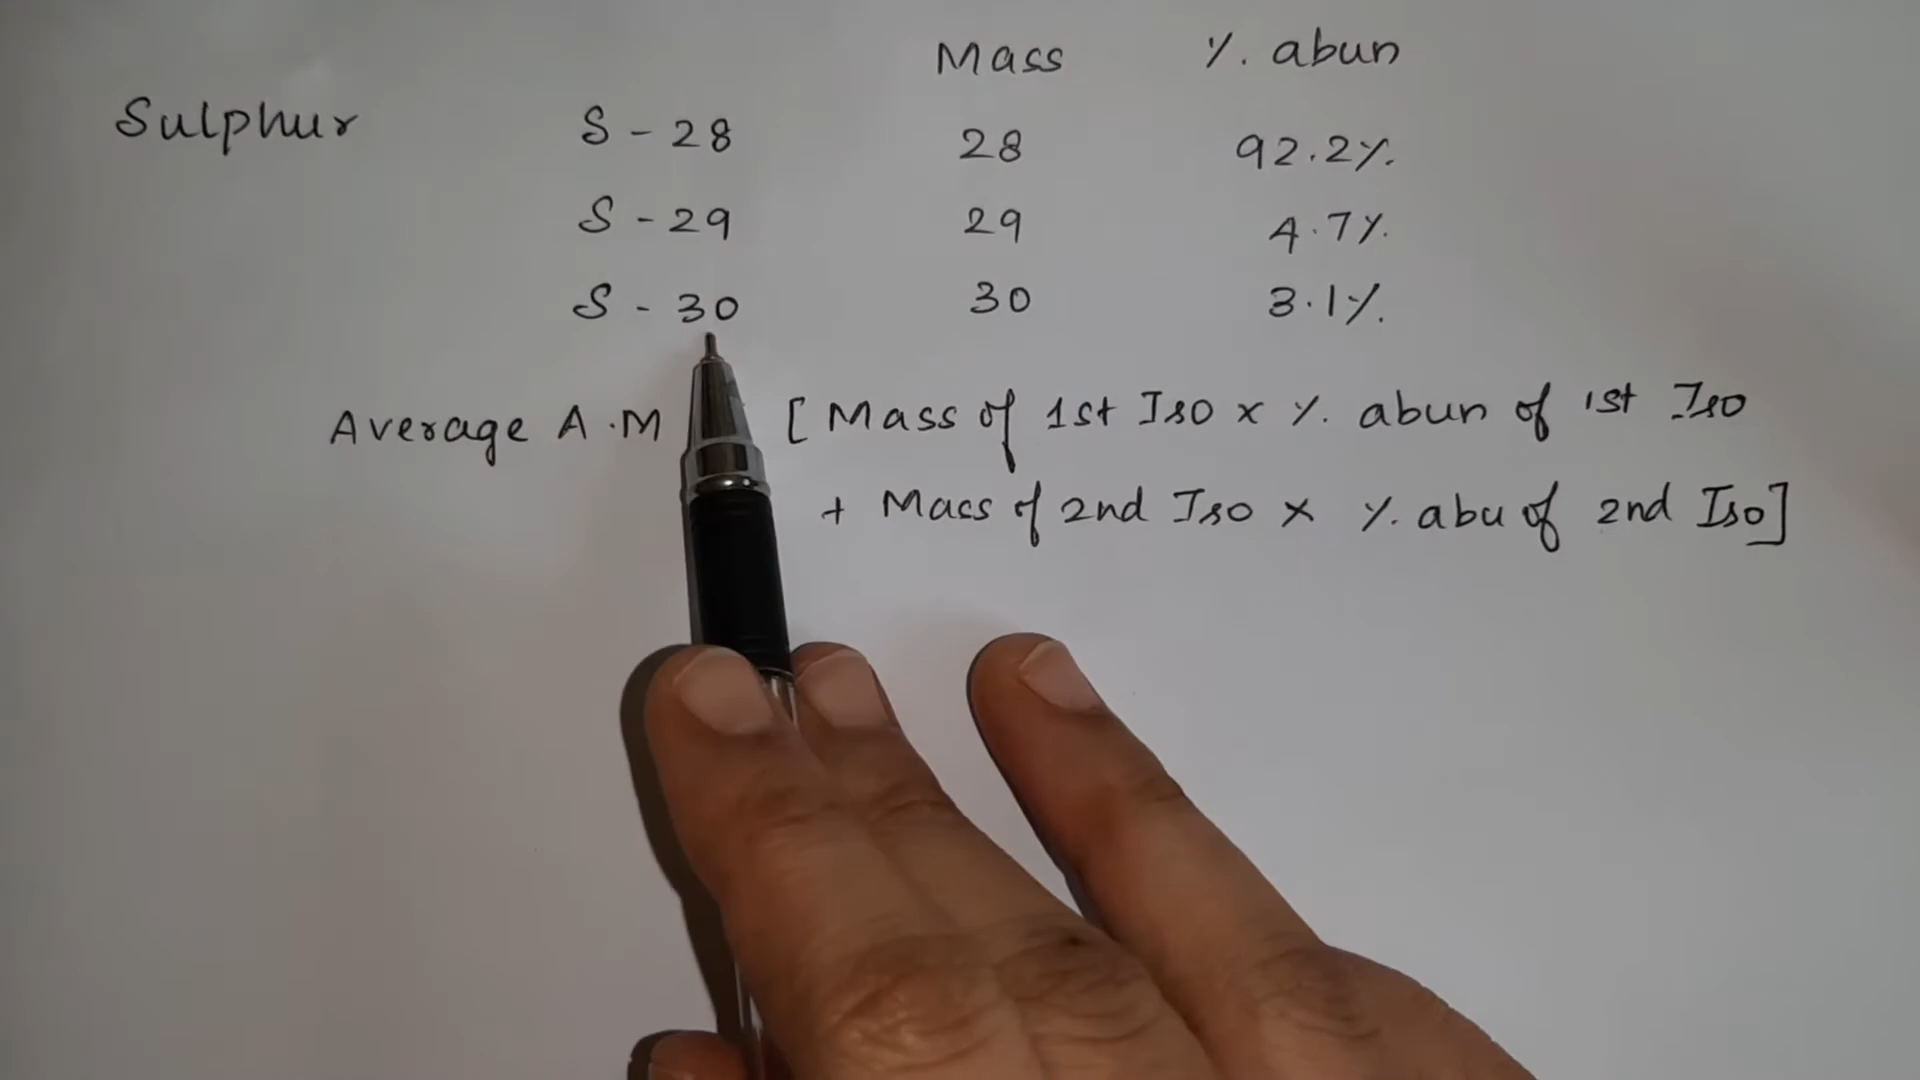 Mass % abun
Sulphur S - 28 28 92.2%
S - 29 29 4.7%
S - 30 30 3.1%
Average A.M [Mass of 1st Iso x % abun of 1st Iso
+ Mass of 2nd Iso x % abu of 2nd Iso]